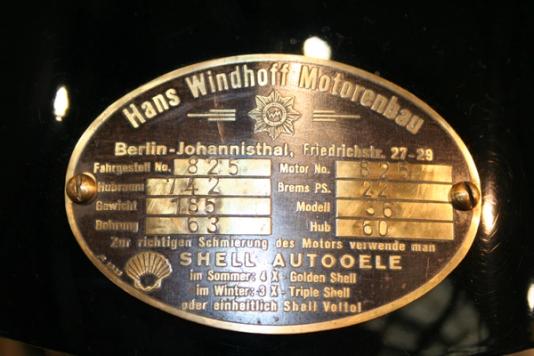 Hans Windhoff Motorenbau
Berlin-Johannisthal, Friedrichstr. 27-29
Fahrgestell No. 825 Motor No.
Hubraum 742 Brems PS. 22
Gewicht 185 Modell
Bohrung 63 Hub 60
Zur richtigen Schmierung des Motors verwende man
SHELL AUTOOELE
im Sommer: 4 X - Golden Shell
im Winter: 3 X - Triple Shell
oder einheitlich Shell Voltol